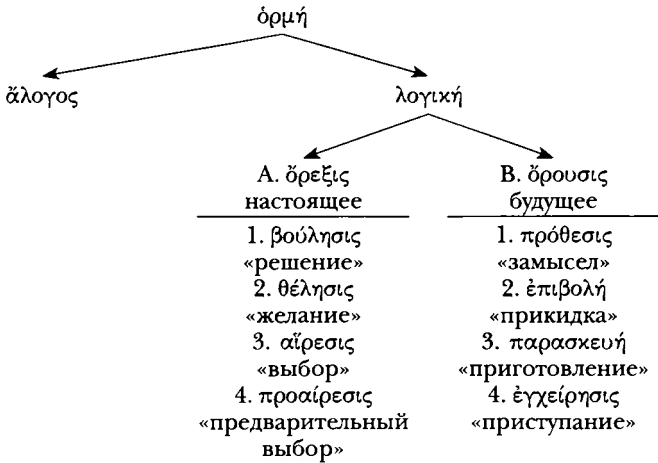 ὁρμή
ἄλογος
λογική
A. ὄρεξις
настоящее
1. βούλησις
«решение»
2. θέλησις
«желание»
3. αἵρεσις
«выбор»
4. προαίρεσις
«предварительный
выбор»
B. ὄρουσις
будущее
1. πρόθεσις
«замысел»
2. ἐπιβολή
«прикидка»
3. παρασκευή
«приготовление»
4. ἐγχείρησις
«приступание»